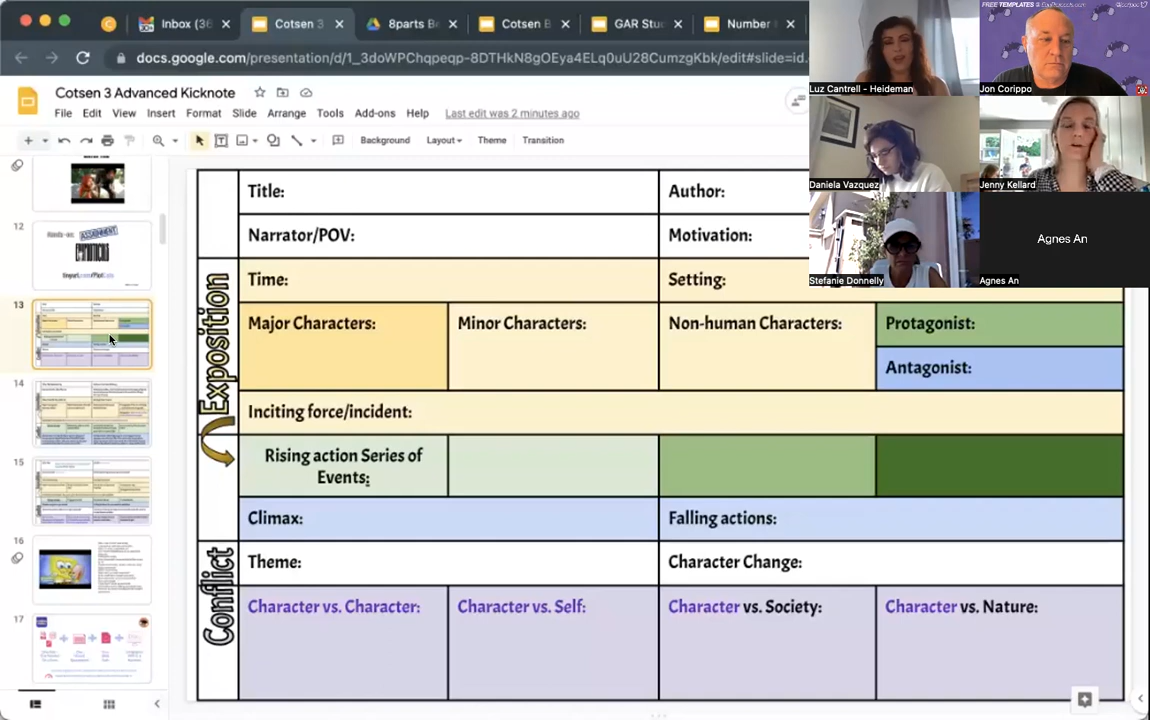 Inbox (36
Cotsen 3
8parts B
Cotsen B
GAR Stu
Number
docs.google.com/presentation/d/1_3doWPChqpeqp-8DTHkN8gOEya4ELq0uU28CumzgKbk/edit#slide=id.
Cotsen 3 Advanced Kicknote
File Edit View Insert Format Slide Arrange Tools Add-ons Help Last edit was 2 minutes ago
Background Layout Theme Transition
FREE TEMPLATES
Luz Cantrell - Heideman
Jon Corippo
Daniela Vazquez
Jenny Kellard
Stefanie Donnelly
Agnes An
Agnes An
12
13
14
15
16
17
Title:
Author:
Narrator/POV:
Motivation:
Exposition
Time:
Setting:
Major Characters:
Minor Characters:
Non-human Characters:
Protagonist:
Antagonist:
Inciting force/incident:
Rising action Series of
Events:
Climax:
Falling actions:
Conflict
Theme:
Character Change:
Character vs. Character:
Character vs. Self:
Character vs. Society:
Character vs. Nature: